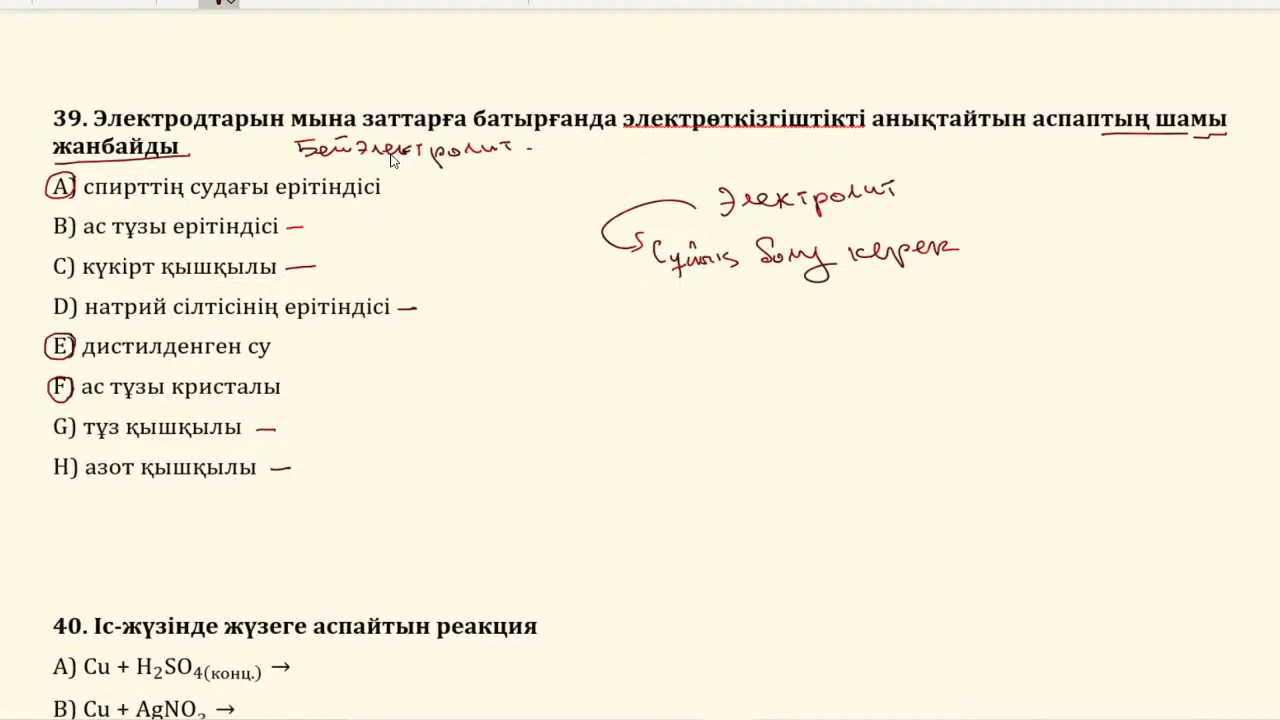 39. Электродтарын мына заттарға батырғанда электрөткізгіштікті анықтайтын аспаптың шамы
жанбайды Бейэлектролит.
A) спирттің судағы ерітіндісі
Электролит
B) ас тұзы ерітіндісі –
Сұйық болу керек
C) күкірт қышқылы –
D) натрий сілтісінің ерітіндісі –
E) дистилденген су
F) ас тұзы кристалы
G) тұз қышқылы –
H) азот қышқылы –
40. Іс-жүзінде жүзеге аспайтын реакция
A) Cu + H₂SO₄(конц.) →
B) Cu + AgNO₃ →